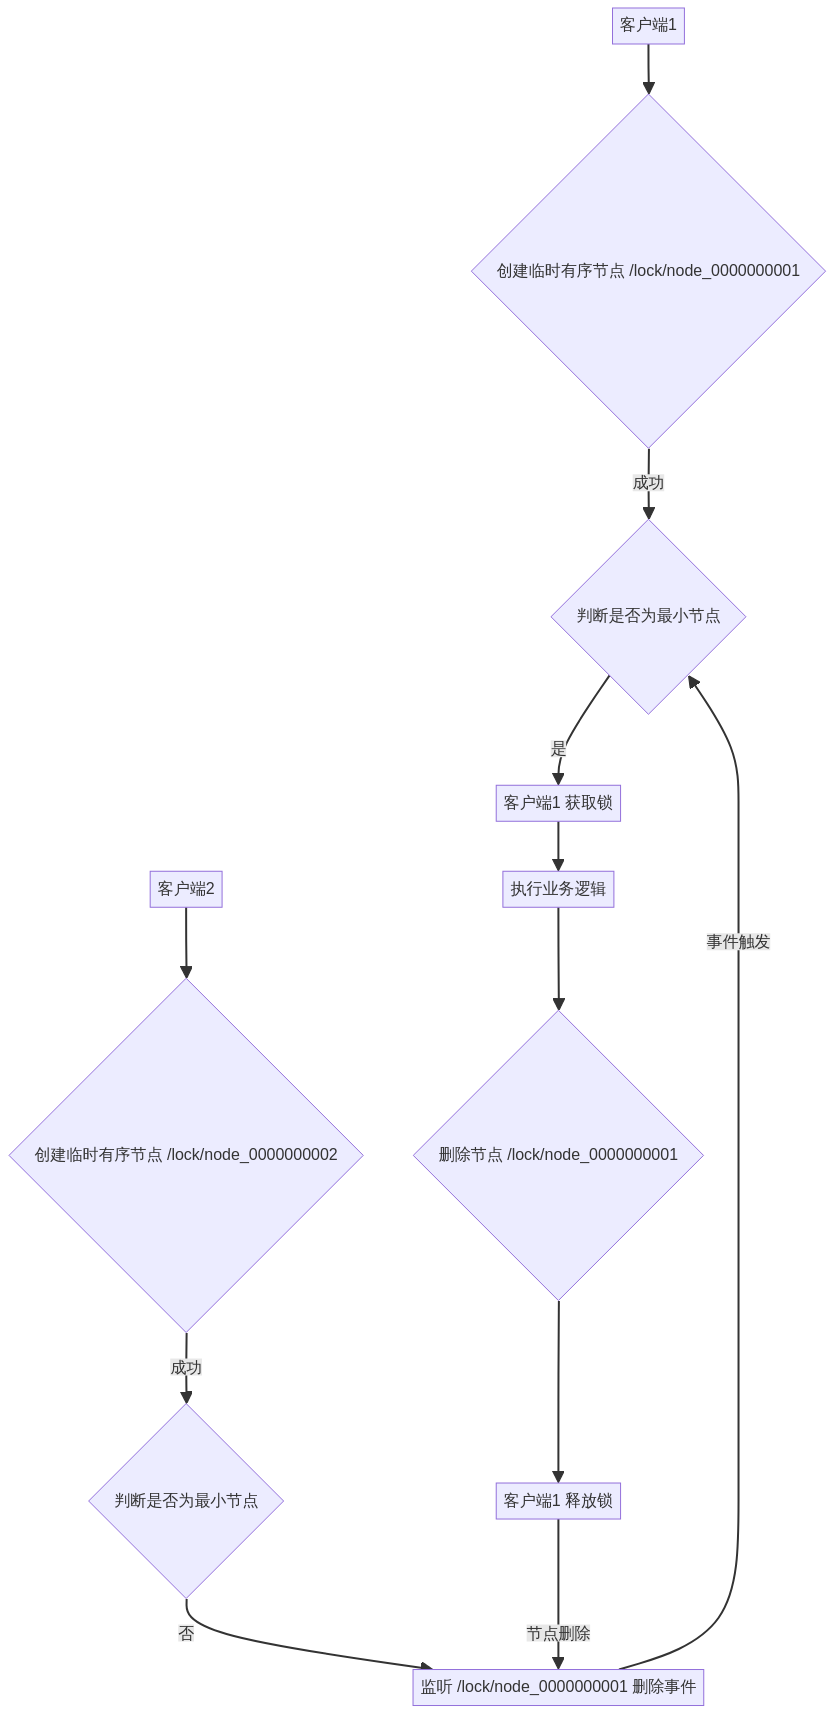 客户端1
创建临时有序节点 /lock/node_0000000001
成功
判断是否为最小节点
是
客户端1 获取锁
客户端2
执行业务逻辑
事件触发
创建临时有序节点 /lock/node_0000000002
删除节点 /lock/node_0000000001
成功
判断是否为最小节点
客户端1 释放锁
否
节点删除
监听 /lock/node_0000000001 删除事件